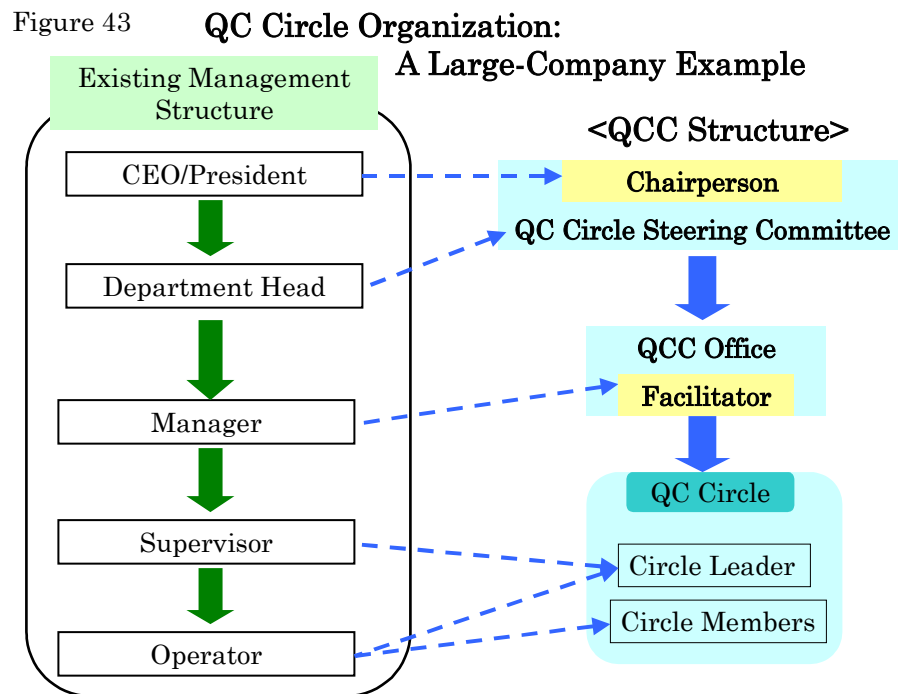 Figure 43
QC Circle Organization:
A Large-Company Example
Existing Management
Structure
CEO/President
Department Head
Manager
Supervisor
Operator
<QCC Structure>
Chairperson
QC Circle Steering Committee
QCC Office
Facilitator
QC Circle
Circle Leader
Circle Members